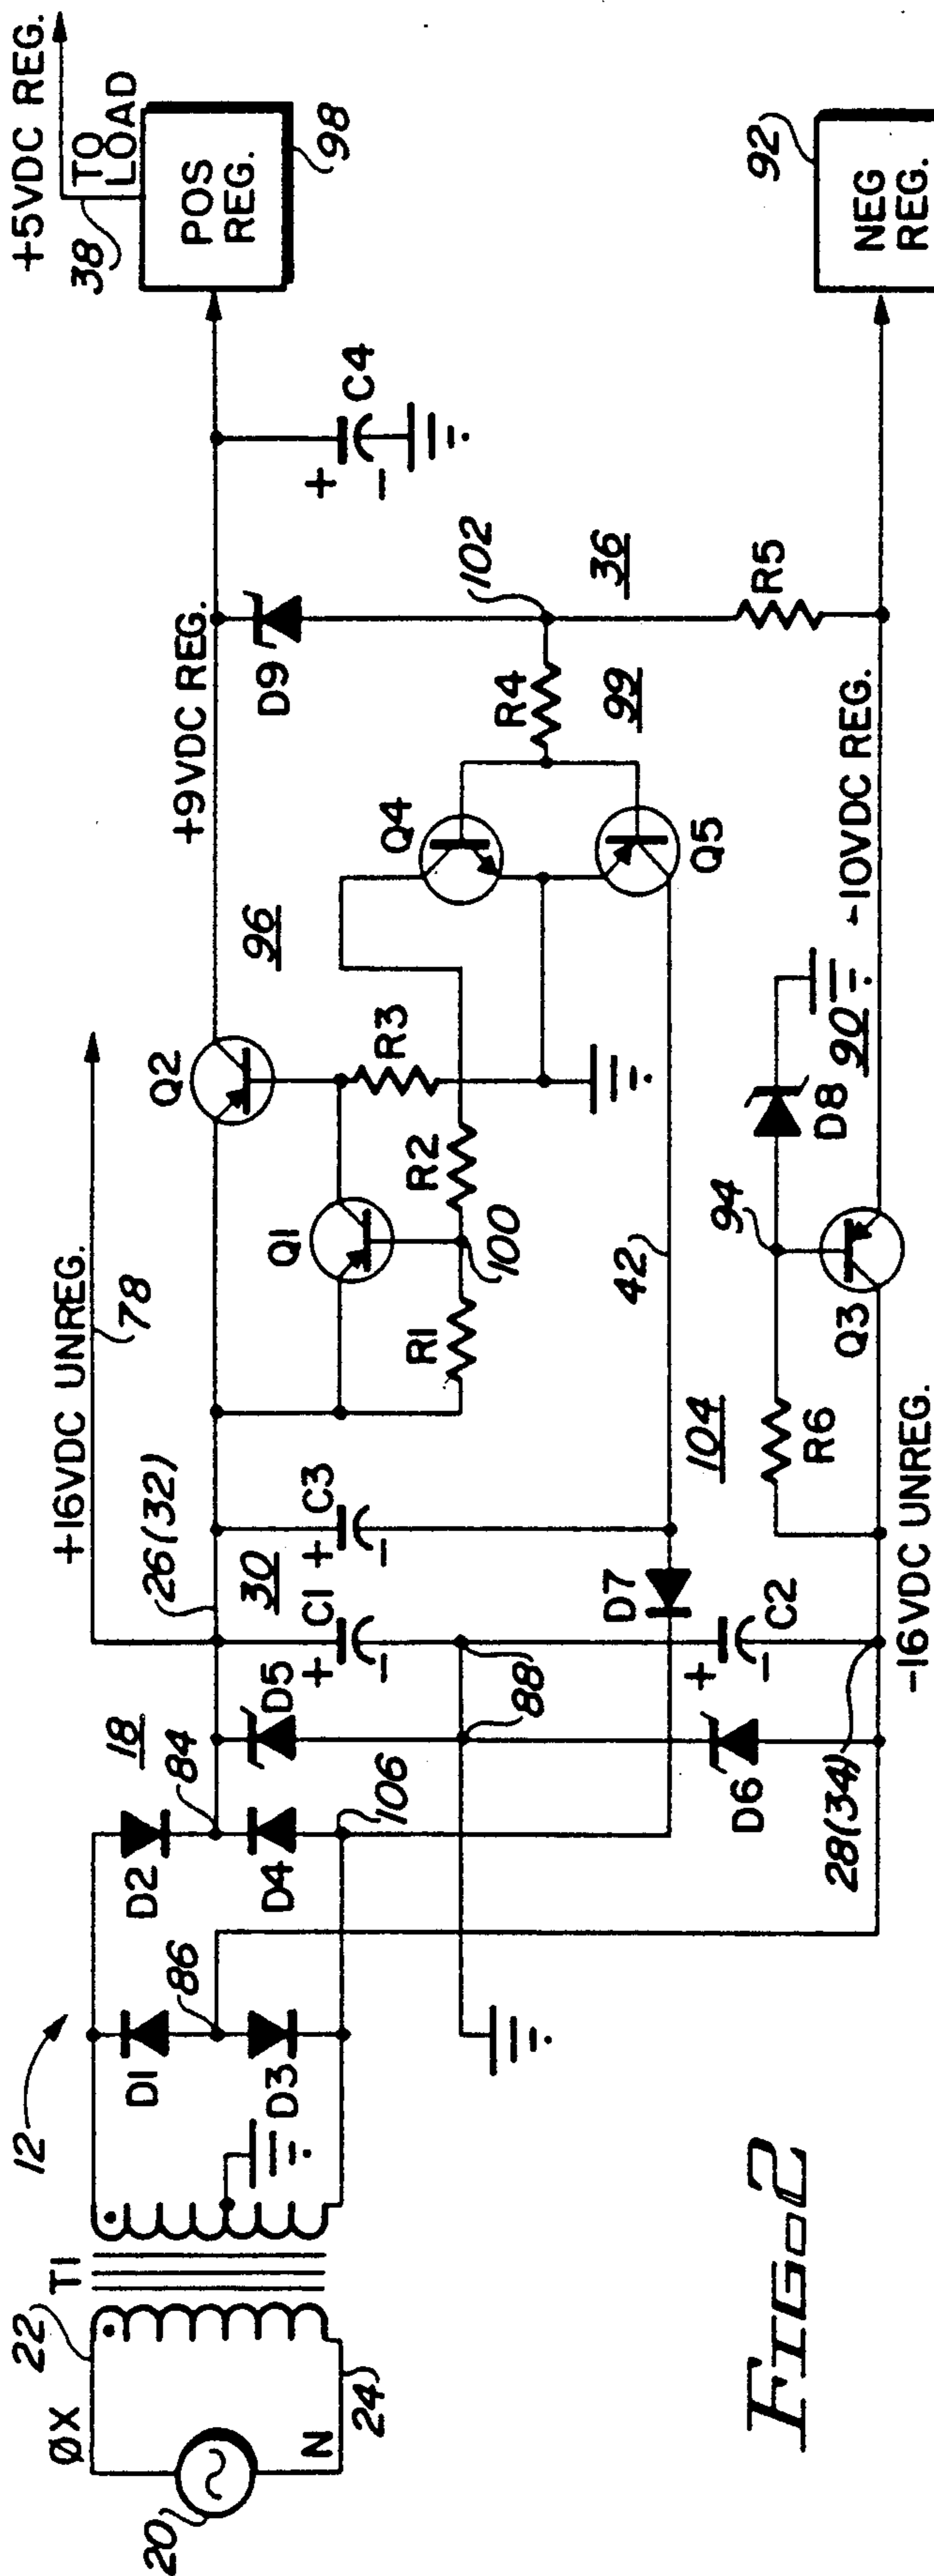 +5VDC REG.
38
TO
LOAD
POS
REG.
98
+16VDC UNREG.
78
+9VDC REG.
C4
+
-
26(32)
Q2
96
D9
102
36
18
84
30
C1
+
-
C3
+
-
Q1
R3
Q4
R4
99
R5
12
22
T1
ØX
20
N
24
D1
86
D3
D2
D4
106
D5
88
R1
100
R2
Q5
42
D7
104
D6
C2
+
-
28(34)
R6
94
D8
90
Q3
-16VDC UNREG.
-10VDC REG.
92
NEG
REG.
FIG.2